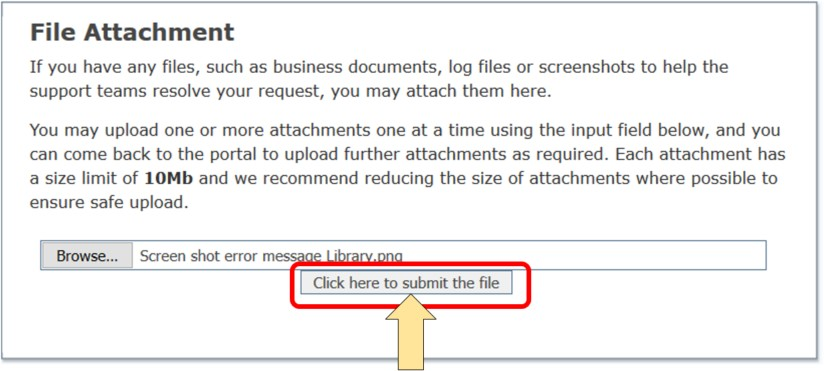 File Attachment
If you have any files, such as business documents, log files or screenshots to help the
support teams resolve your request, you may attach them here.
You may upload one or more attachments one at a time using the input field below, and you
can come back to the portal to upload further attachments as required. Each attachment has
a size limit of 10Mb and we recommend reducing the size of attachments where possible to
ensure safe upload.
Browse... Screen shot error message Library.png
Click here to submit the file